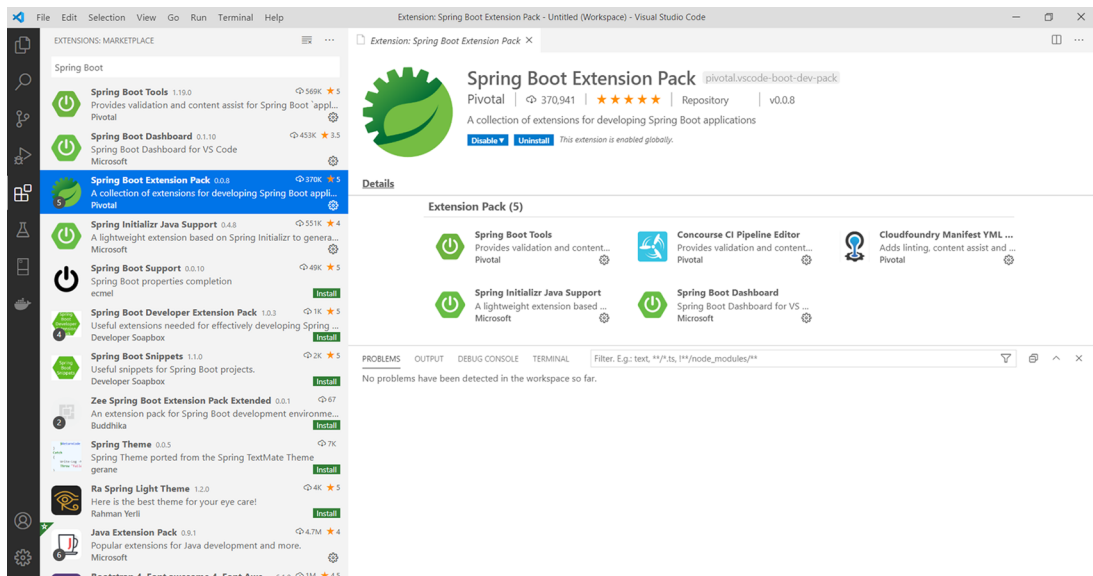 File Edit Selection View Go Run Terminal Help Extension: Spring Boot Extension Pack - Untitled (Workspace) - Visual Studio Code
EXTENSIONS: MARKETPLACE
Spring Boot
Spring Boot Tools 1.19.0 569K 5
Provides validation and content assist for Spring Boot `appl...
Pivotal
Spring Boot Dashboard 0.1.10 453K 3.5
Spring Boot Dashboard for VS Code
Microsoft
Spring Boot Extension Pack 0.0.8 370K 5
A collection of extensions for developing Spring Boot appli...
5
Pivotal
Spring Initializr Java Support 0.4.8 551K 4
A lightweight extension based on Spring Initializr to genera...
Microsoft
Spring Boot Support 0.0.10 49K 5
Spring Boot properties completion
ecmel Install
Spring Boot Developer Extension Pack 1.0.3 1K 5
Useful extensions needed for effectively developing Spring ...
4
Developer Soapbox Install
Spring Boot Snippets 1.1.0 2K 5
Useful snippets for Spring Boot projects.
Developer Soapbox Install
Zee Spring Boot Extension Pack Extended 0.0.1 67
An extension pack for Spring Boot development environme...
2
Buddhika Install
Spring Theme 0.0.5 7K
Spring Theme ported from the Spring TextMate Theme
gerane Install
Ra Spring Light Theme 1.2.0 4K 5
Here is the best theme for your eye care!
Rahman Yerli Install
Java Extension Pack 0.9.1 4.7M 4
Popular extensions for Java development and more.
6
Microsoft
Extension: Spring Boot Extension Pack
Spring Boot Extension Pack pivotal.vscode-boot-dev-pack
Pivotal 370,941 Repository v0.0.8
A collection of extensions for developing Spring Boot applications
Disable Uninstall This extension is enabled globally.
Details
Extension Pack (5)
Spring Boot Tools
Provides validation and content...
Pivotal
Concourse CI Pipeline Editor
Provides validation and content...
Pivotal
Cloudfoundry Manifest YML ...
Adds linting, content assist and ...
Pivotal
Spring Initializr Java Support
A lightweight extension based ...
Microsoft
Spring Boot Dashboard
Spring Boot Dashboard for VS ...
Microsoft
PROBLEMS OUTPUT DEBUG CONSOLE TERMINAL Filter. E.g.: text, **/*.ts, !**/node_modules/**
No problems have been detected in the workspace so far.